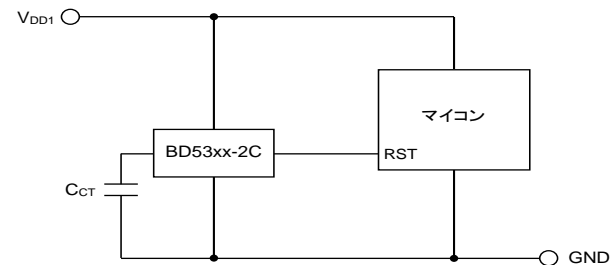 VDD1
マイコン
BD53xx-2C
RST
CCT
GND